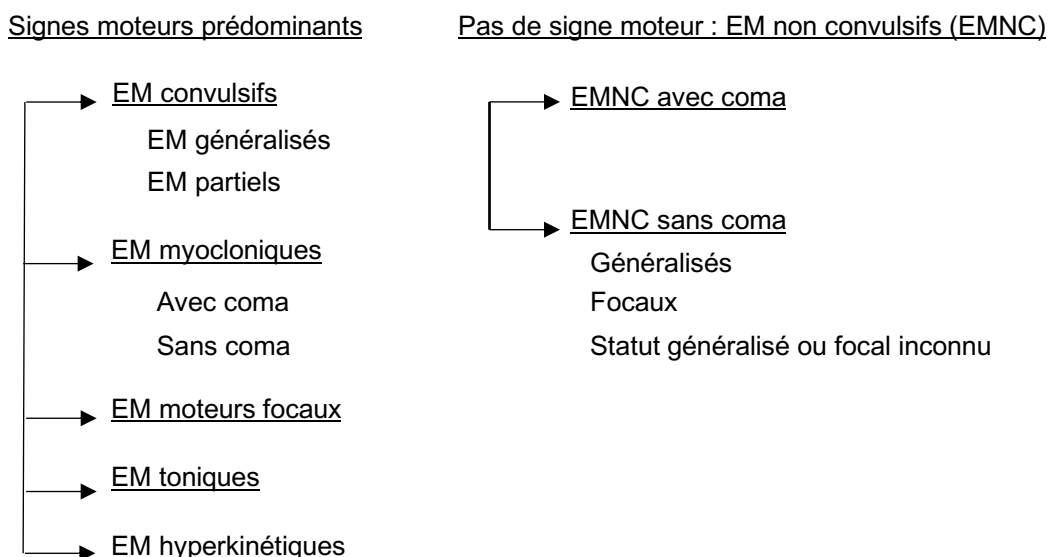 Signes moteurs prédominants
EM convulsifs
EM généralisés
EM partiels
EM myocloniques
Avec coma
Sans coma
EM moteurs focaux
EM toniques
EM hyperkinétiques
Pas de signe moteur : EM non convulsifs (EMNC)
EMNC avec coma
EMNC sans coma
Généralisés
Focaux
Statut généralisé ou focal inconnu